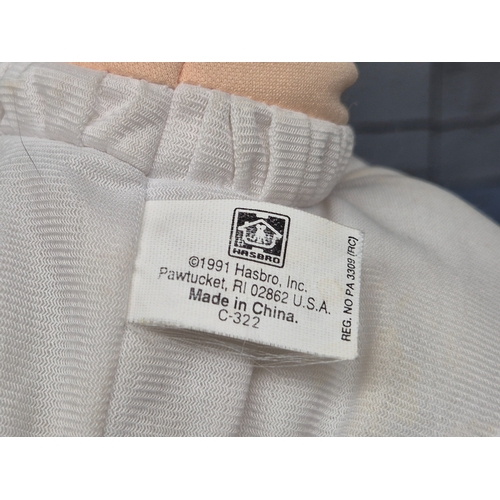 HASBRO
©1991 Hasbro, Inc.
Pawtucket, RI 02862 U.S.A.
Made in China.
C-322
REG. NO PA 3309 (RC)